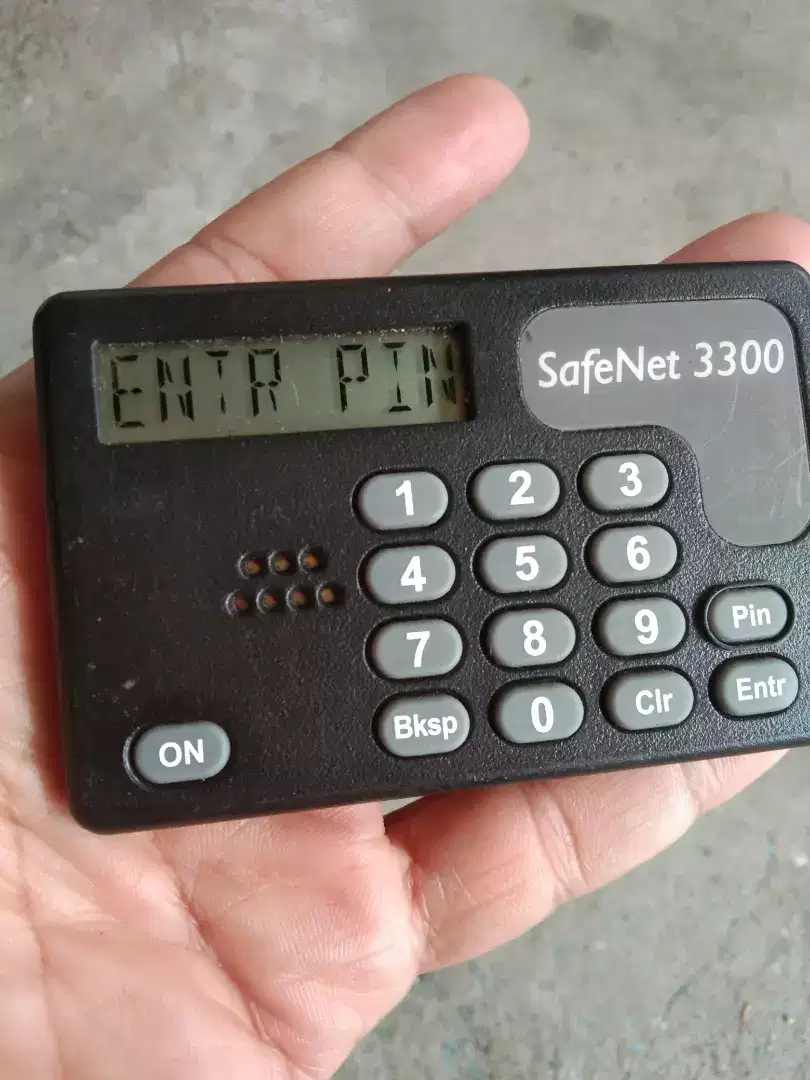 ENTR PIN
SafeNet 3300
1 2 3
4 5 6
7 8 9 Pin
Bksp 0 Clr Entr
ON